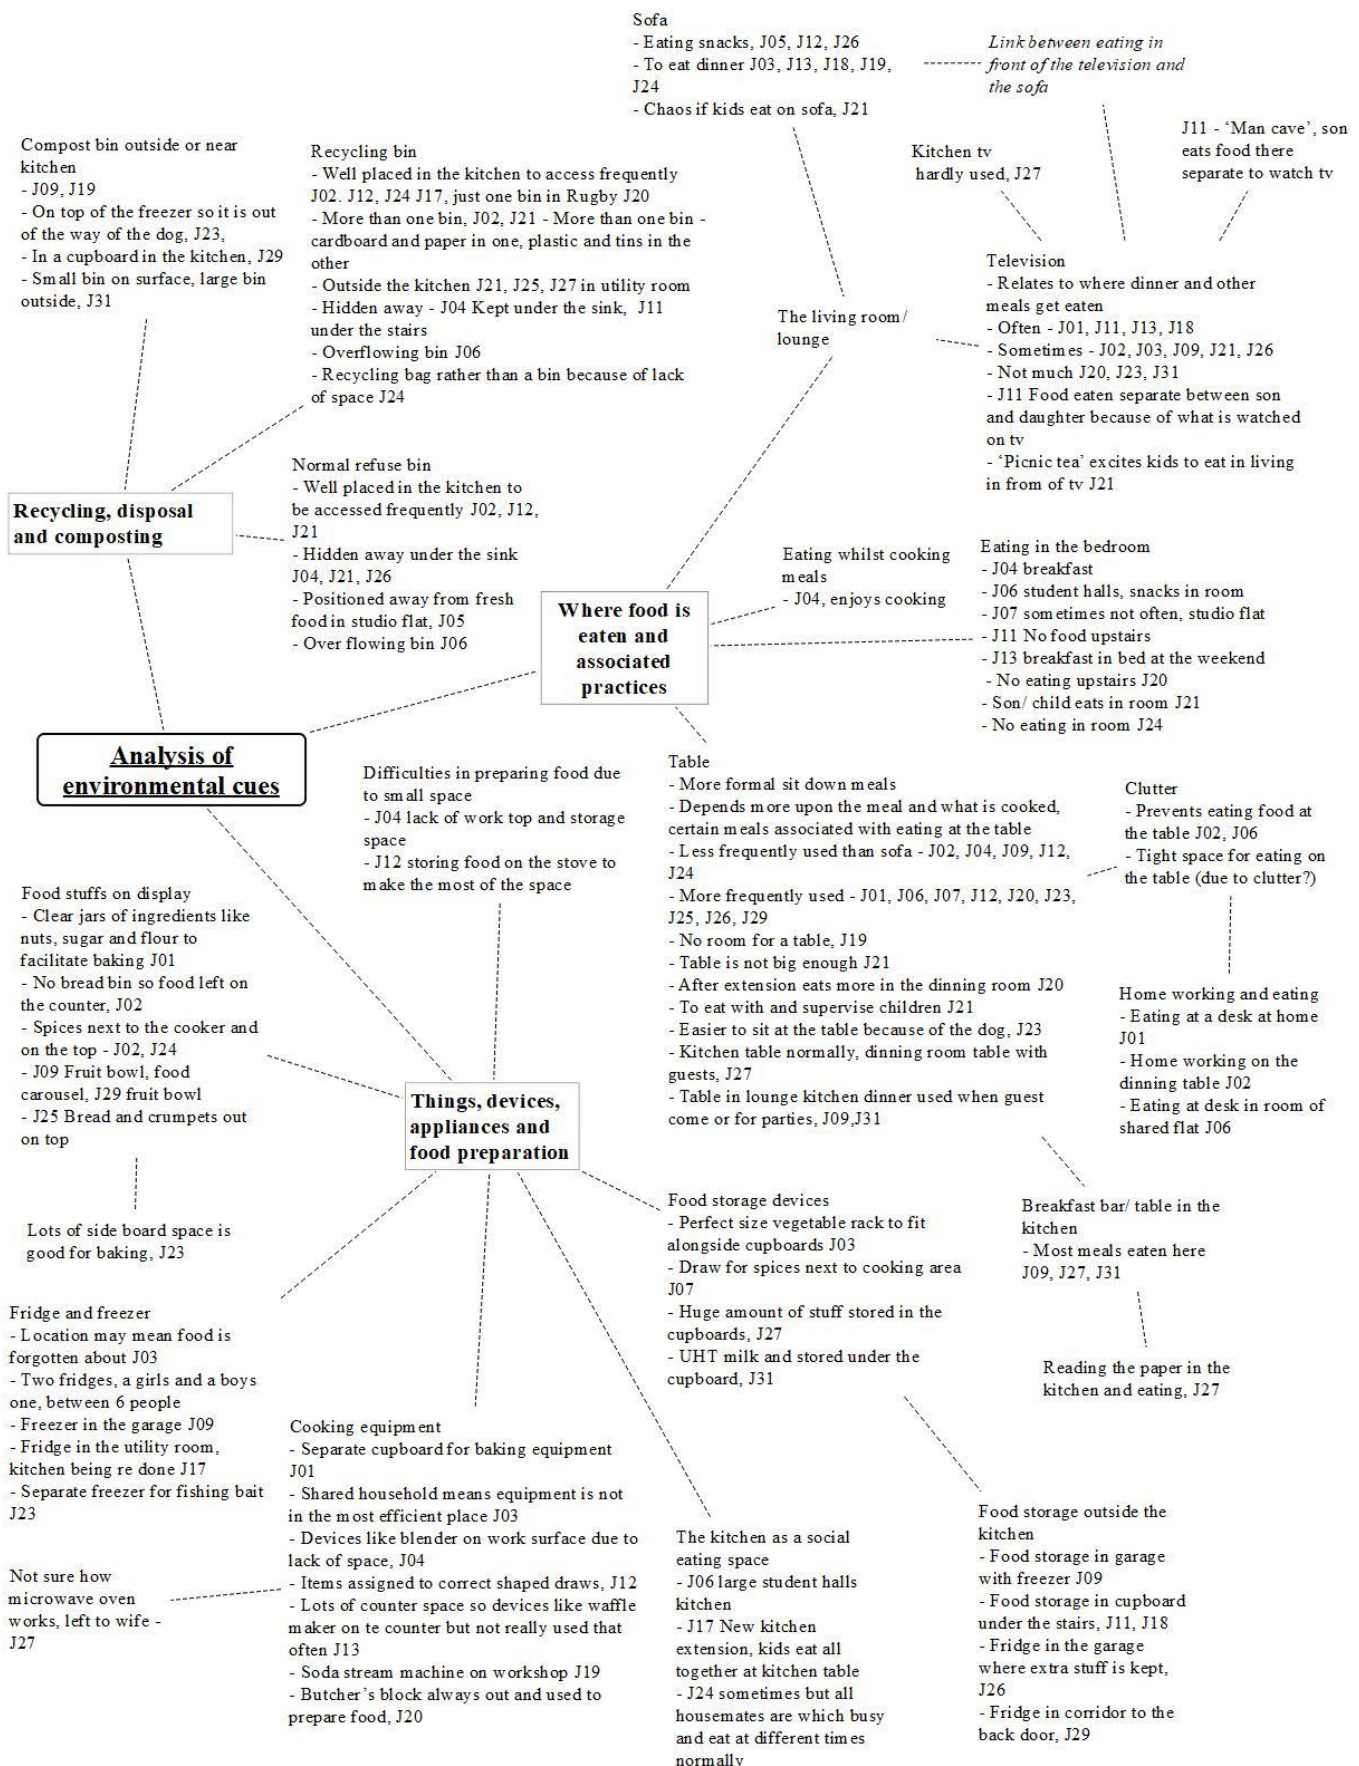 Sofa
- Eating snacks, J05, J12, J26
- To eat dinner J03, J13, J18, J19,
J24
- Chaos if kids eat on sofa, J21
Link between eating in
front of the television and
the sofa
Compost bin outside or near
kitchen
- J09, J19
- On top of the freezer so it is out
of the way of the dog, J23,
- In a cupboard in the kitchen, J29
- Small bin on surface, large bin
outside, J31
Recycling bin
- Well placed in the kitchen to access frequently
J02. J12, J24 J17, just one bin in Rugby J20
- More than one bin, J02, J21 - More than one bin -
cardboard and paper in one, plastic and tins in the
other
- Outside the kitchen J21, J25, J27 in utility room
- Hidden away - J04 Kept under the sink, J11
under the stairs
- Overflowing bin J06
- Recycling bag rather than a bin because of lack
of space J24
Kitchen tv
hardly used, J27
J11 - ‘Man cave’, son
eats food there
separate to watch tv
The living room/
lounge
Television
- Relates to where dinner and other
meals get eaten
- Often - J01, J11, J13, J18
- Sometimes - J02, J03, J09, J21, J26
- Not much J20, J23, J31
- J11 Food eaten separate between son
and daughter because of what is watched
on tv
- ‘Picnic tea’ excites kids to eat in living
in from of tv J21
Recycling, disposal
and composting
Normal refuse bin
- Well placed in the kitchen to
be accessed frequently J02, J12,
J21
- Hidden away under the sink
J04, J21, J26
- Positioned away from fresh
food in studio flat, J05
- Over flowing bin J06
Where food is
eaten and
associated
practices
Eating whilst cooking
meals
- J04, enjoys cooking
Eating in the bedroom
- J04 breakfast
- J06 student halls, snacks in room
- J07 sometimes not often, studio flat
- J11 No food upstairs
- J13 breakfast in bed at the weekend
- No eating upstairs J20
- Son/ child eats in room J21
- No eating in room J24
Analysis of
environmental cues
Difficulties in preparing food due
to small space
- J04 lack of work top and storage
space
- J12 storing food on the stove to
make the most of the space
Table
- More formal sit down meals
- Depends more upon the meal and what is cooked,
certain meals associated with eating at the table
- Less frequently used than sofa - J02, J04, J09, J12,
J24
- More frequently used - J01, J06, J07, J12, J20, J23,
J25, J26, J29
- No room for a table, J19
- Table is not big enough J21
- After extension eats more in the dinning room J20
- To eat with and supervise children J21
- Easier to sit at the table because of the dog, J23
- Kitchen table normally, dinning room table with
guests, J27
- Table in lounge kitchen dinner used when guest
come or for parties, J09,J31
Clutter
- Prevents eating food at
the table J02, J06
- Tight space for eating on
the table (due to clutter?)
Home working and eating
- Eating at a desk at home
J01
- Home working on the
dinning table J02
- Eating at desk in room of
shared flat J06
Food stuffs on display
- Clear jars of ingredients like
nuts, sugar and flour to
facilitate baking J01
- No bread bin so food left on
the counter, J02
- Spices next to the cooker and
on the top - J02, J24
- J09 Fruit bowl, food
carousel, J29 fruit bowl
- J25 Bread and crumpets out
on top
Things, devices,
appliances and
food preparation
Lots of side board space is
good for baking, J23
Food storage devices
- Perfect size vegetable rack to fit
alongside cupboards J03
- Draw for spices next to cooking area
J07
- Huge amount of stuff stored in the
cupboards, J27
- UHT milk and stored under the
cupboard, J31
Breakfast bar/ table in the
kitchen
- Most meals eaten here
J09, J27, J31
Reading the paper in the
kitchen and eating, J27
Fridge and freezer
- Location may mean food is
forgotten about J03
- Two fridges, a girls and a boys
one, between 6 people
- Freezer in the garage J09
- Fridge in the utility room,
kitchen being re done J17
- Separate freezer for fishing bait
J23
Not sure how
microwave oven
works, left to wife -
J27
Cooking equipment
- Separate cupboard for baking equipment
J01
- Shared household means equipment is not
in the most efficient place J03
- Devices like blender on work surface due to
lack of space, J04
- Items assigned to correct shaped draws, J12
- Lots of counter space so devices like waffle
maker on te counter but not really used that
often J13
- Soda stream machine on workshop J19
- Butcher’s block always out and used to
prepare food, J20
The kitchen as a social
eating space
- J06 large student halls
kitchen
- J17 New kitchen
extension, kids eat all
together at kitchen table
- J24 sometimes but all
housemates are which busy
and eat at different times
normally
Food storage outside the
kitchen
- Food storage in garage
with freezer J09
- Food storage in cupboard
under the stairs, J11, J18
- Fridge in the garage
where extra stuff is kept,
J26
- Fridge in corridor to the
back door, J29